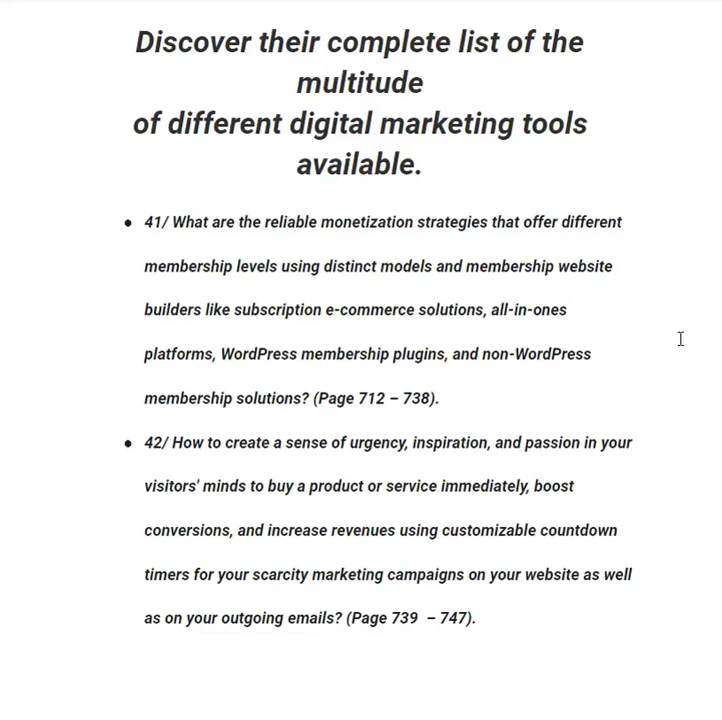 Discover their complete list of the
multitude
of different digital marketing tools
available.
• 41/ What are the reliable monetization strategies that offer different
membership levels using distinct models and membership website
builders like subscription e-commerce solutions, all-in-ones
platforms, WordPress membership plugins, and non-WordPress
membership solutions? (Page 712 – 738).
• 42/ How to create a sense of urgency, inspiration, and passion in your
visitors' minds to buy a product or service immediately, boost
conversions, and increase revenues using customizable countdown
timers for your scarcity marketing campaigns on your website as well
as on your outgoing emails? (Page 739 – 747).